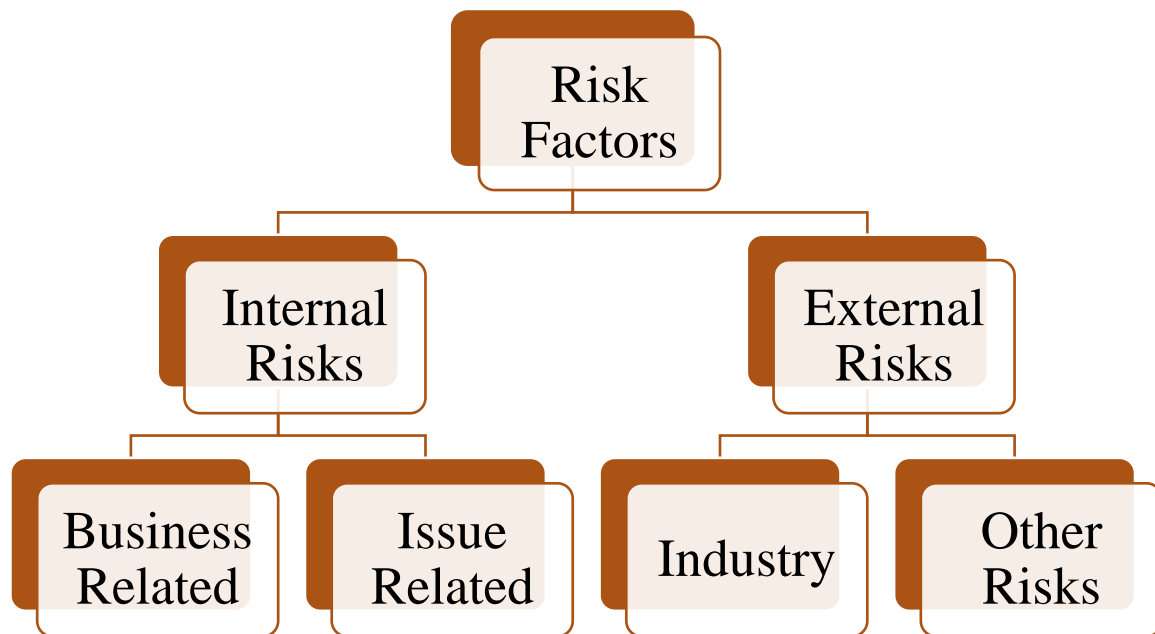 Risk
Factors
Internal
Risks
External
Risks
Business
Related
Issue
Related
Industry
Other
Risks